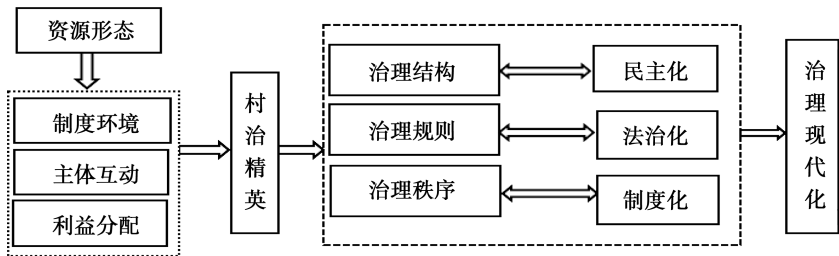 资源形态
制度环境
主体互动
利益分配
村治精英
治理结构
民主化
治理规则
法治化
治理秩序
制度化
治理现代化